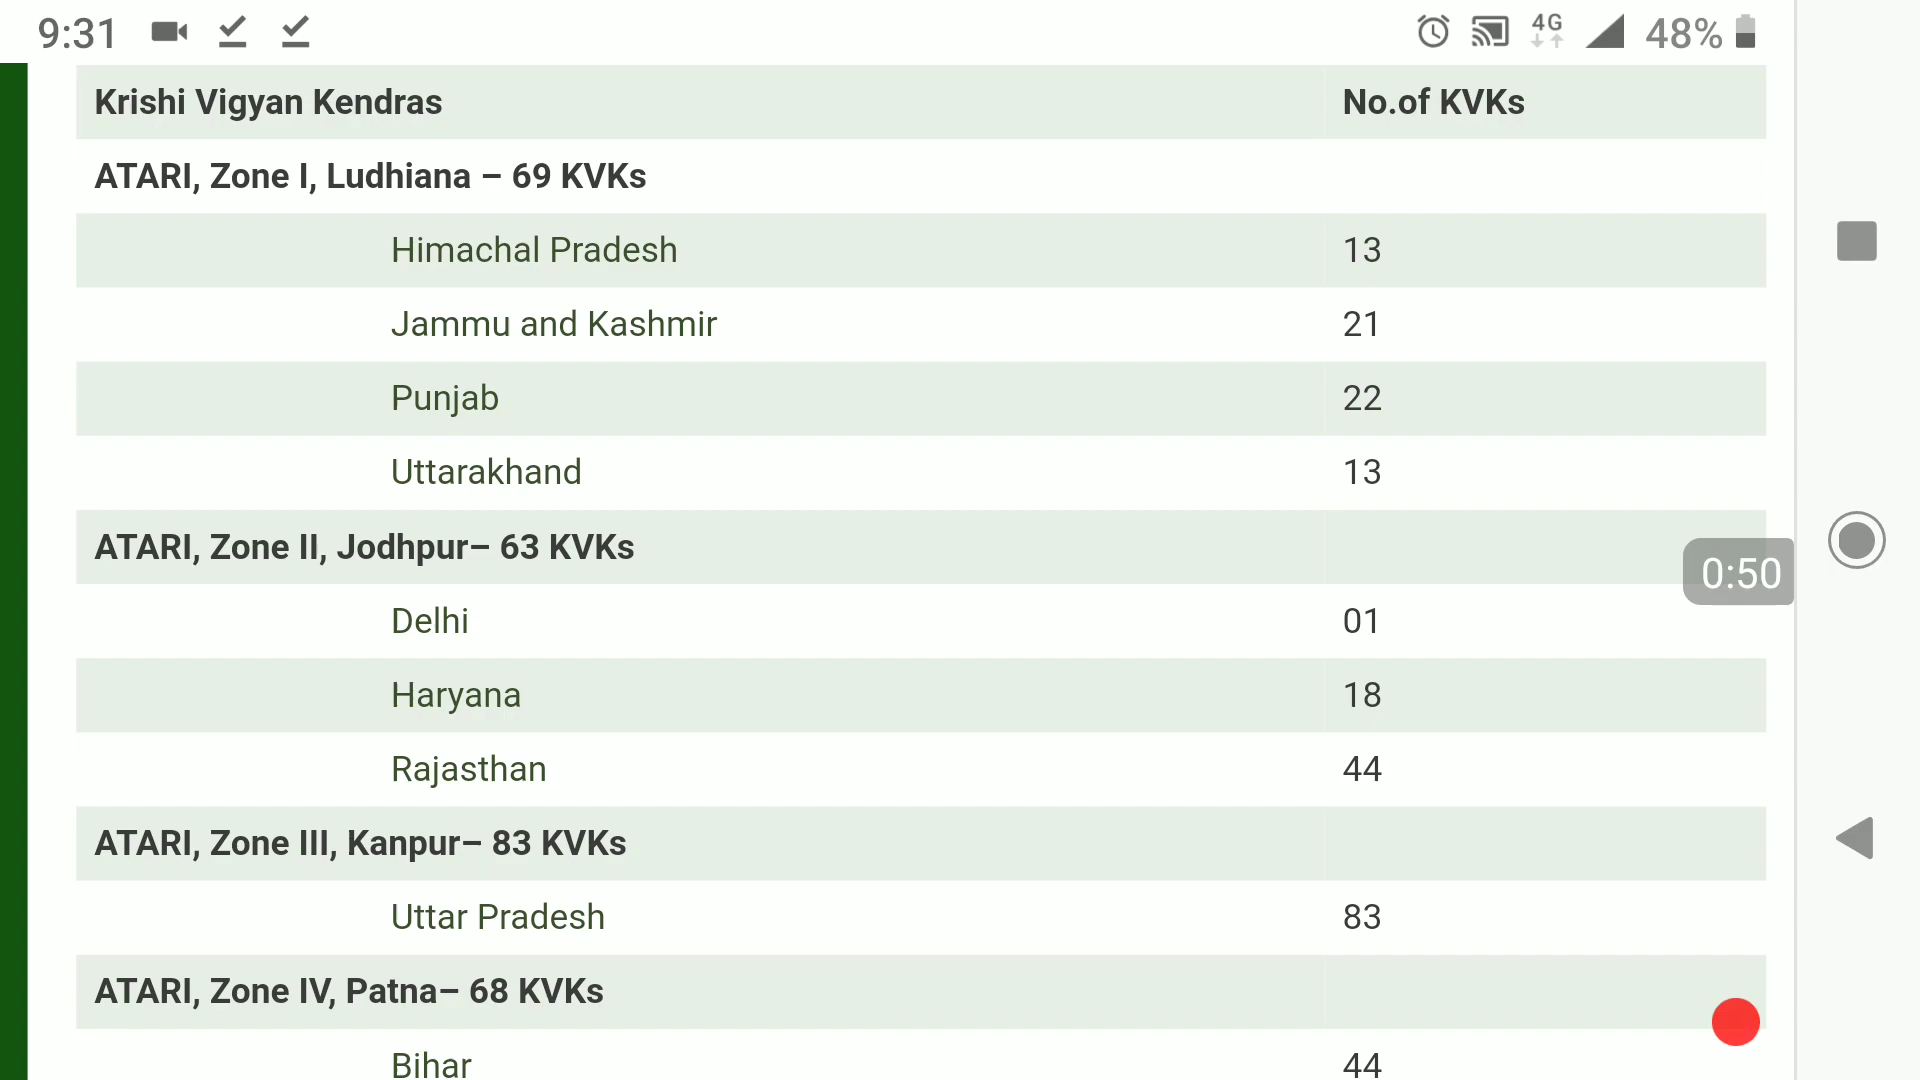 9:31
4G
48%
Krishi Vigyan Kendras No.of KVKs
ATARI, Zone I, Ludhiana – 69 KVKs
Himachal Pradesh 13
Jammu and Kashmir 21
Punjab 22
Uttarakhand 13
ATARI, Zone II, Jodhpur– 63 KVKs
0:50
Delhi 01
Haryana 18
Rajasthan 44
ATARI, Zone III, Kanpur– 83 KVKs
Uttar Pradesh 83
ATARI, Zone IV, Patna– 68 KVKs
Bihar 44